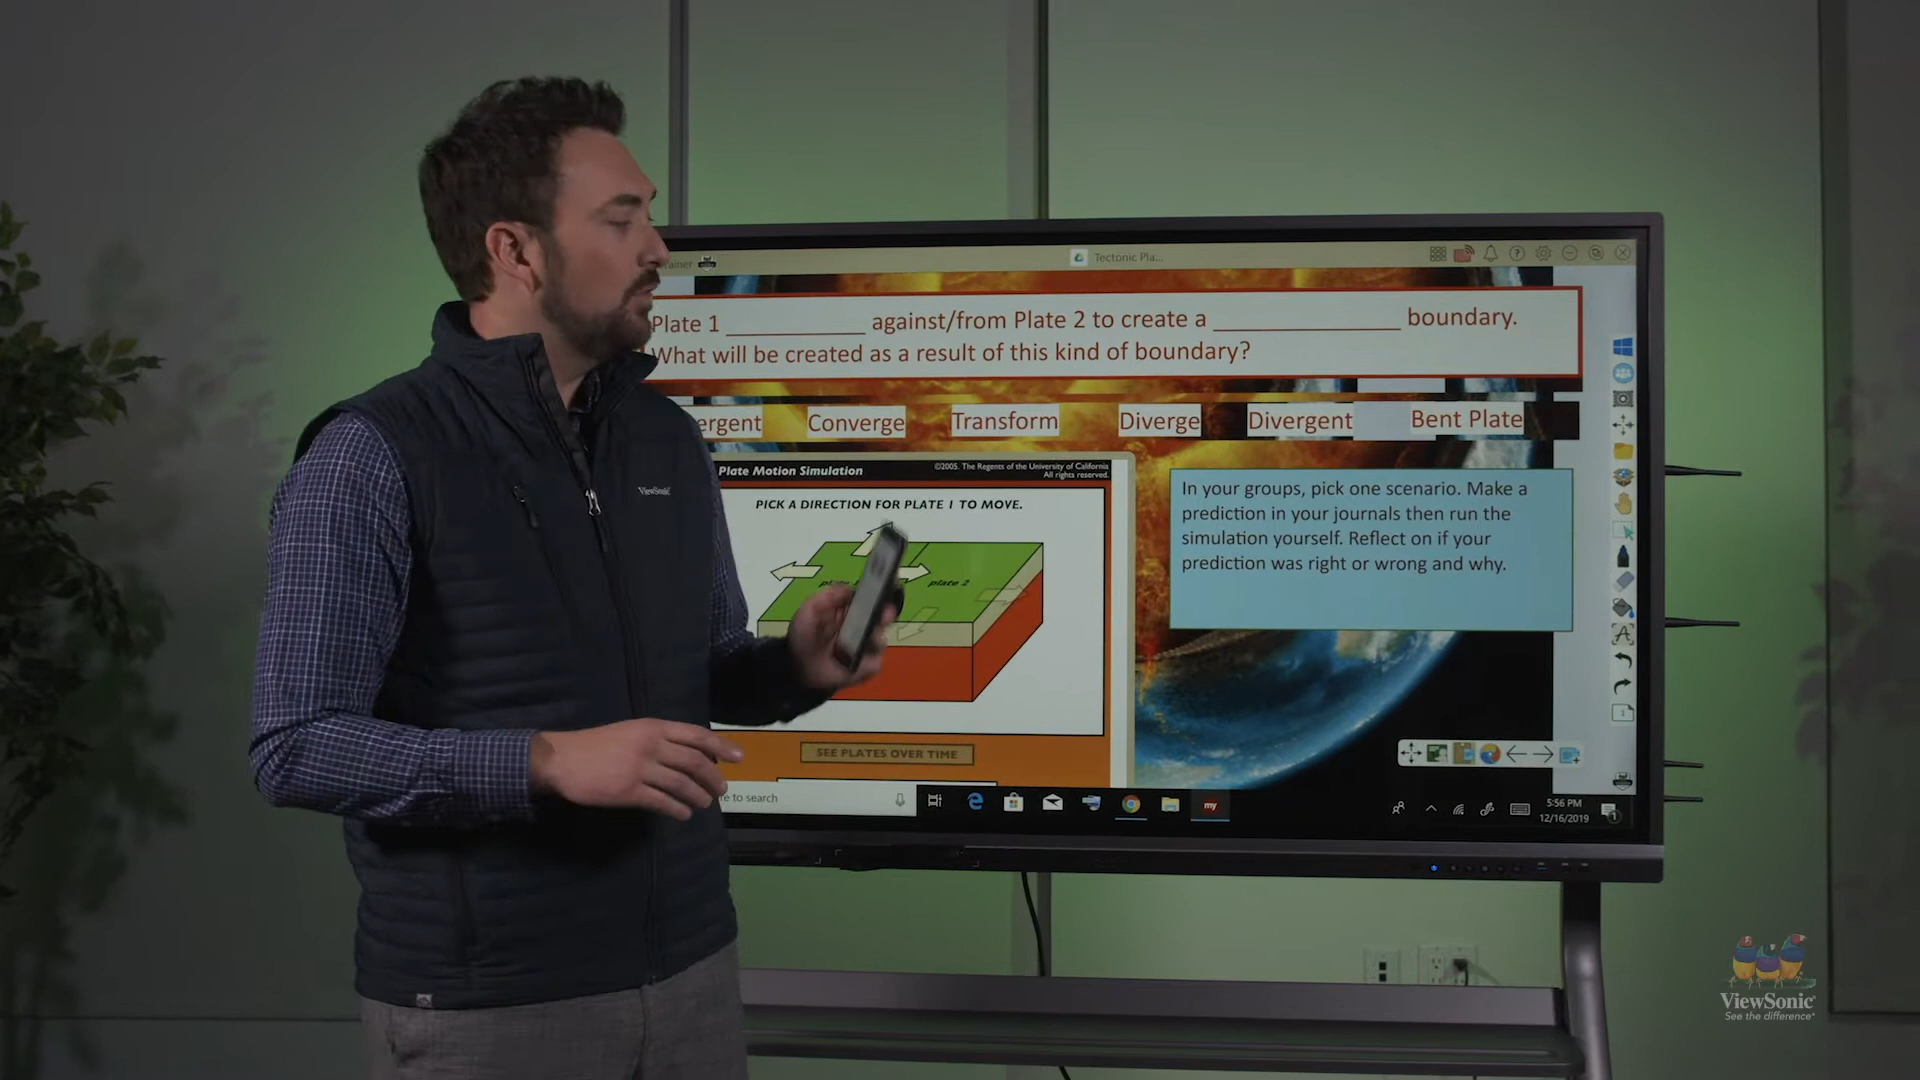 Tectonic Pla...
Plate 1 __________ against/from Plate 2 to create a ______________ boundary.
What will be created as a result of this kind of boundary?
ergent Converge Transform Diverge Divergent Bent Plate
Plate Motion Simulation
©2005. The Regents of the University of California
All rights reserved.
PICK A DIRECTION FOR PLATE 1 TO MOVE.
plate 2
In your groups, pick one scenario. Make a
prediction in your journals then run the
simulation yourself. Reflect on if your
prediction was right or wrong and why.
SEE PLATES OVER TIME
to search
my
5:56 PM
12/16/2019
1
ViewSonic
ViewSonic
See the difference